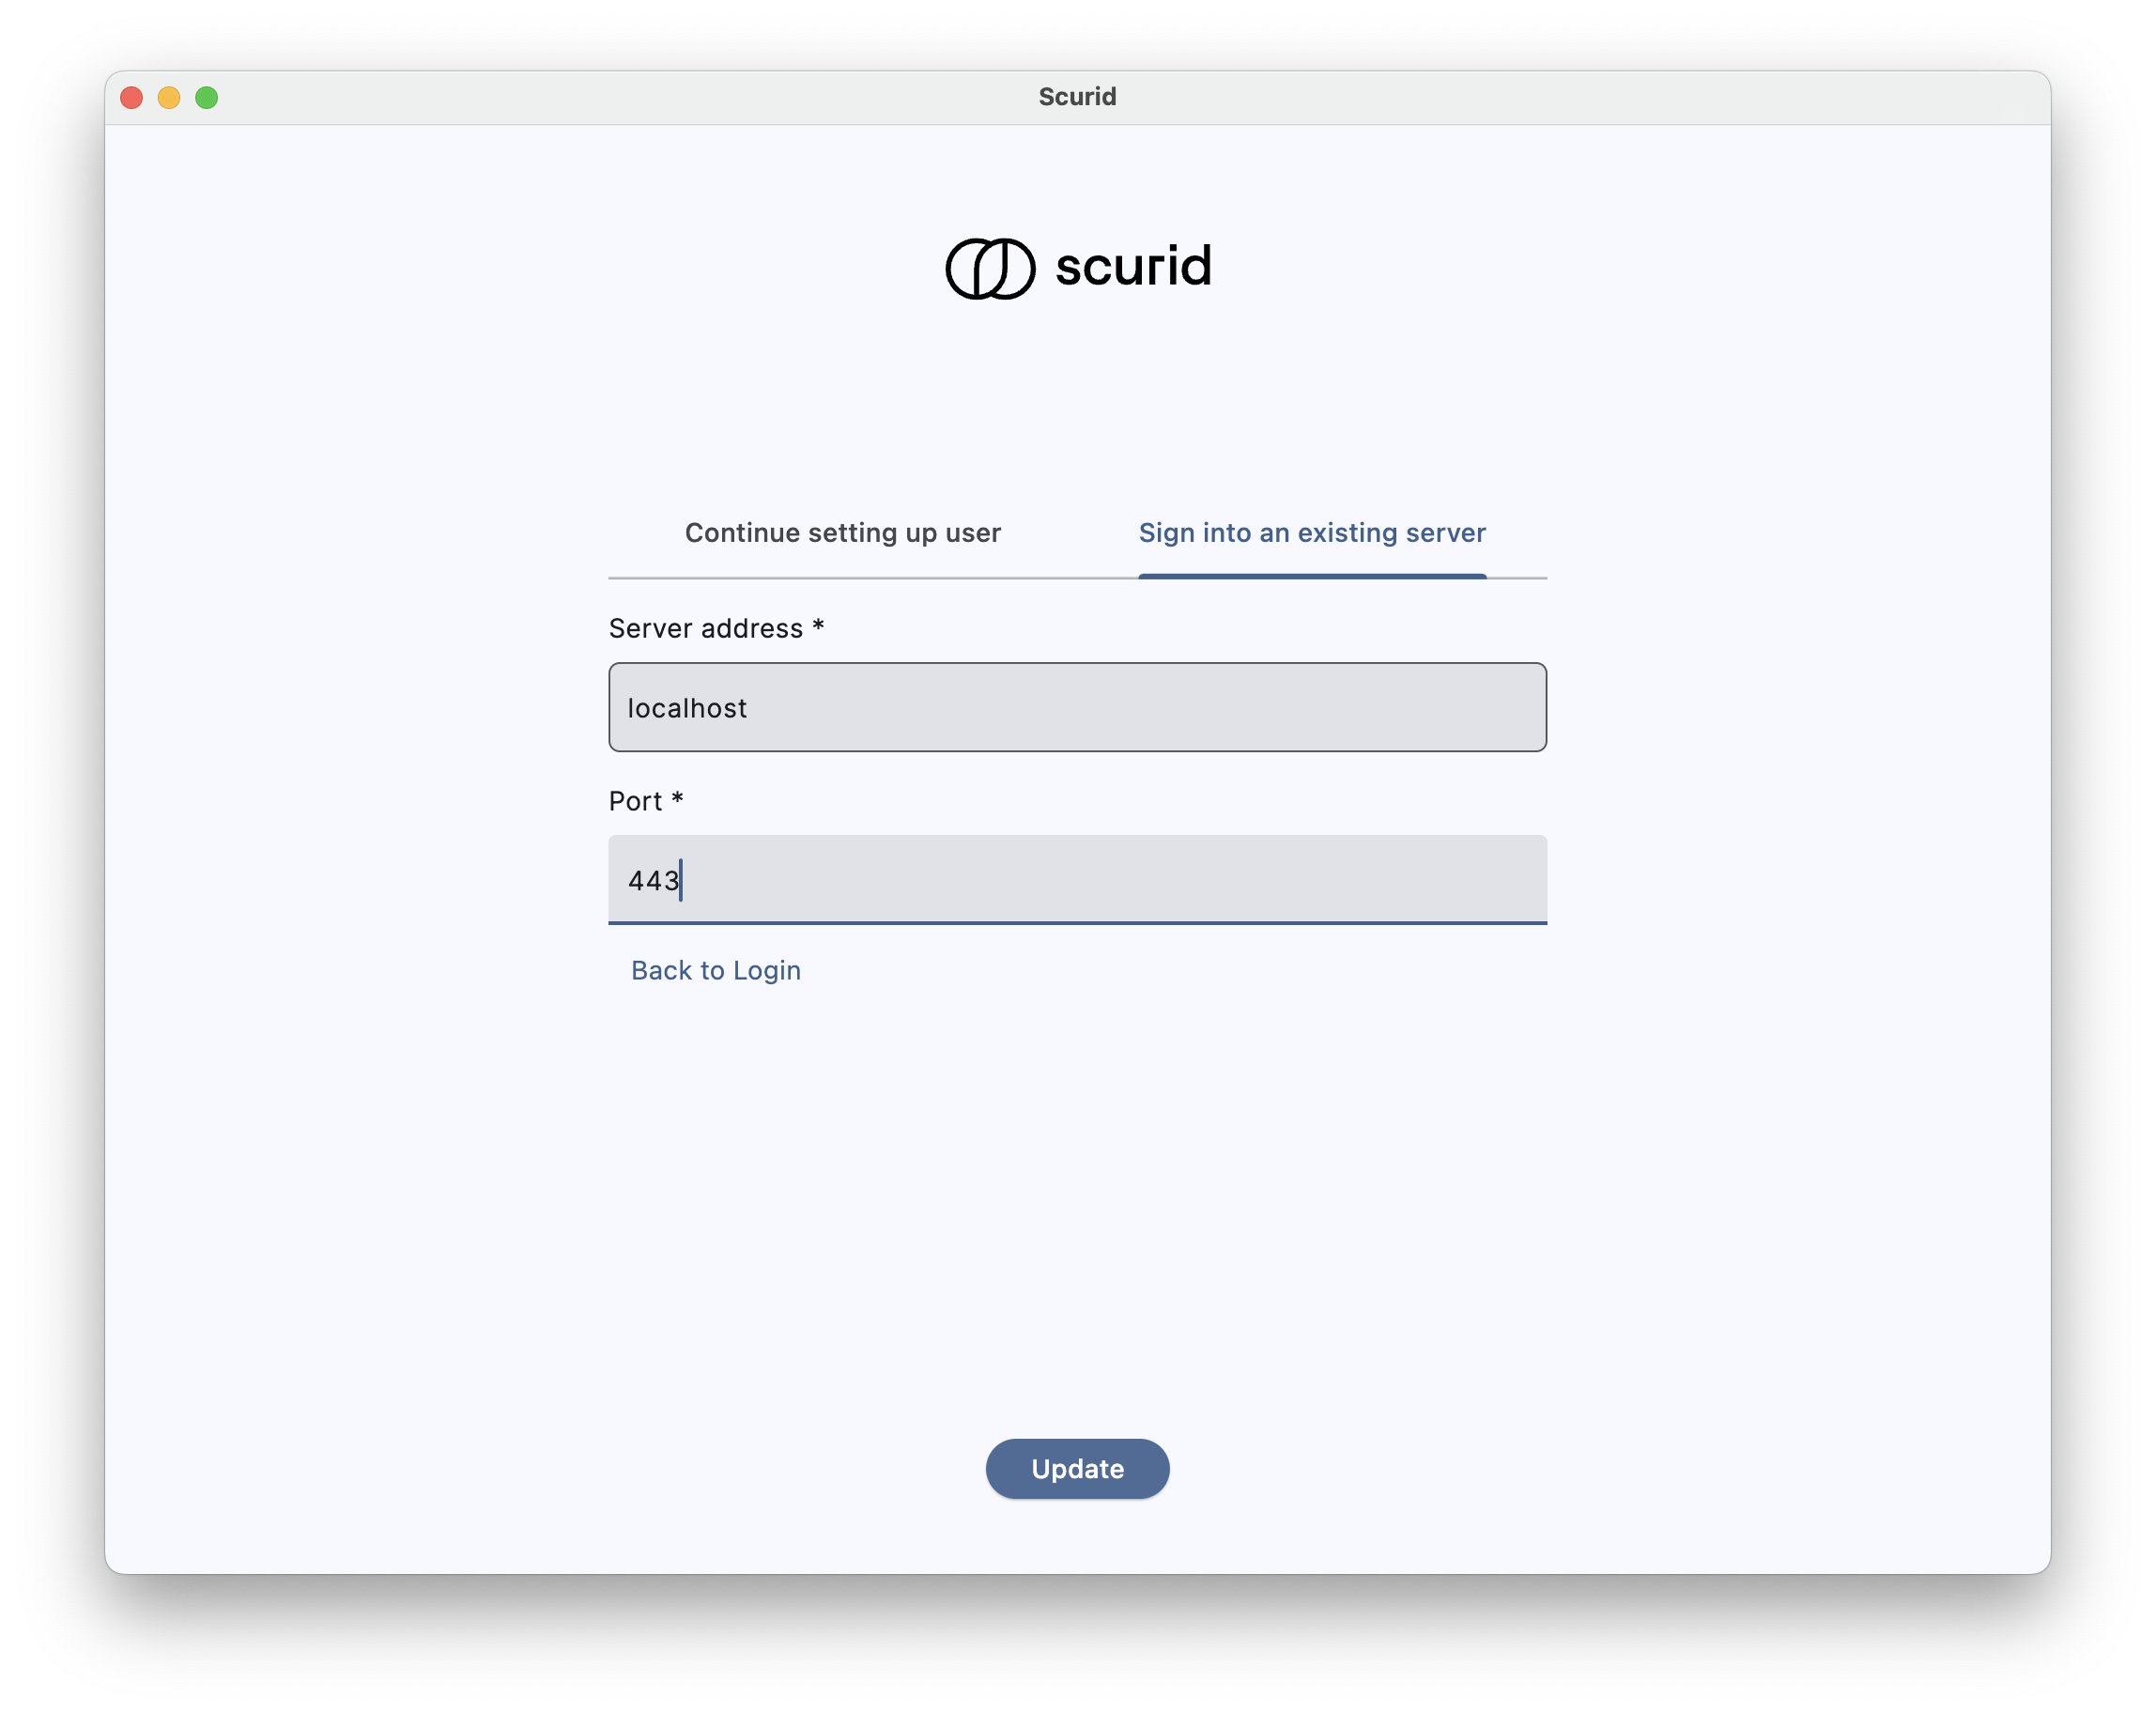 Scurid
scurid
Continue setting up user
Sign into an existing server
Server address *
localhost
Port *
443
Back to Login
Update